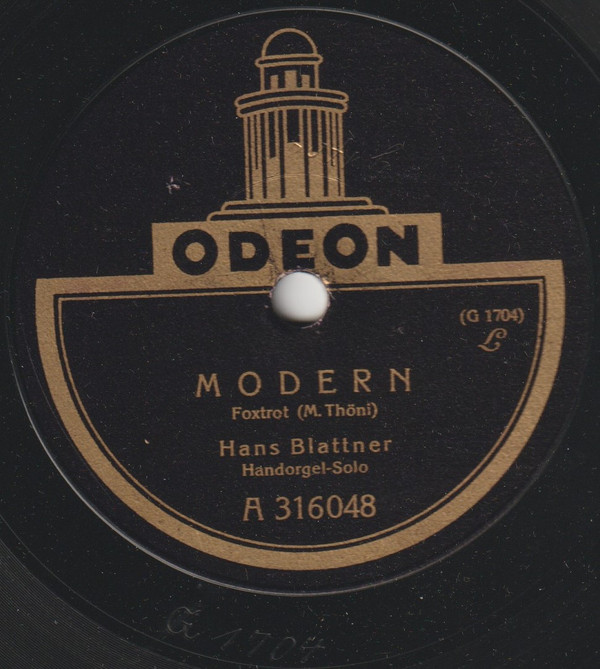 ODEON
(G 1704)
L
MODERN
Foxtrot (M. Thöni)
Hans Blattner
Handorgel-Solo
A 316048
G 1704